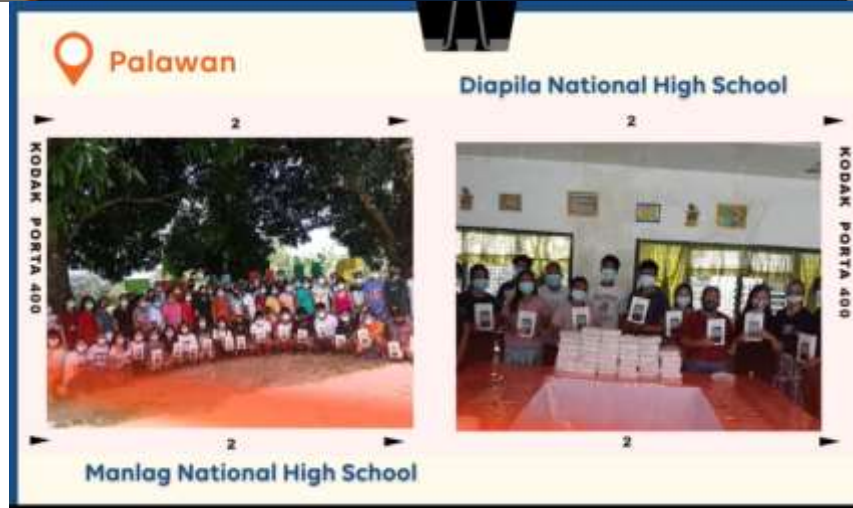 Palawan
Diapila National High School
2
2
KODAK PORTA 400
KODAK PORTA 400
2
2
Manlag National High School